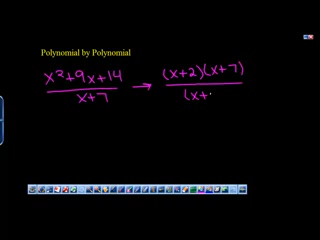 Polynomial by Polynomial
x²+9x+14 → (x+2)(x+7)
x+7 (x+